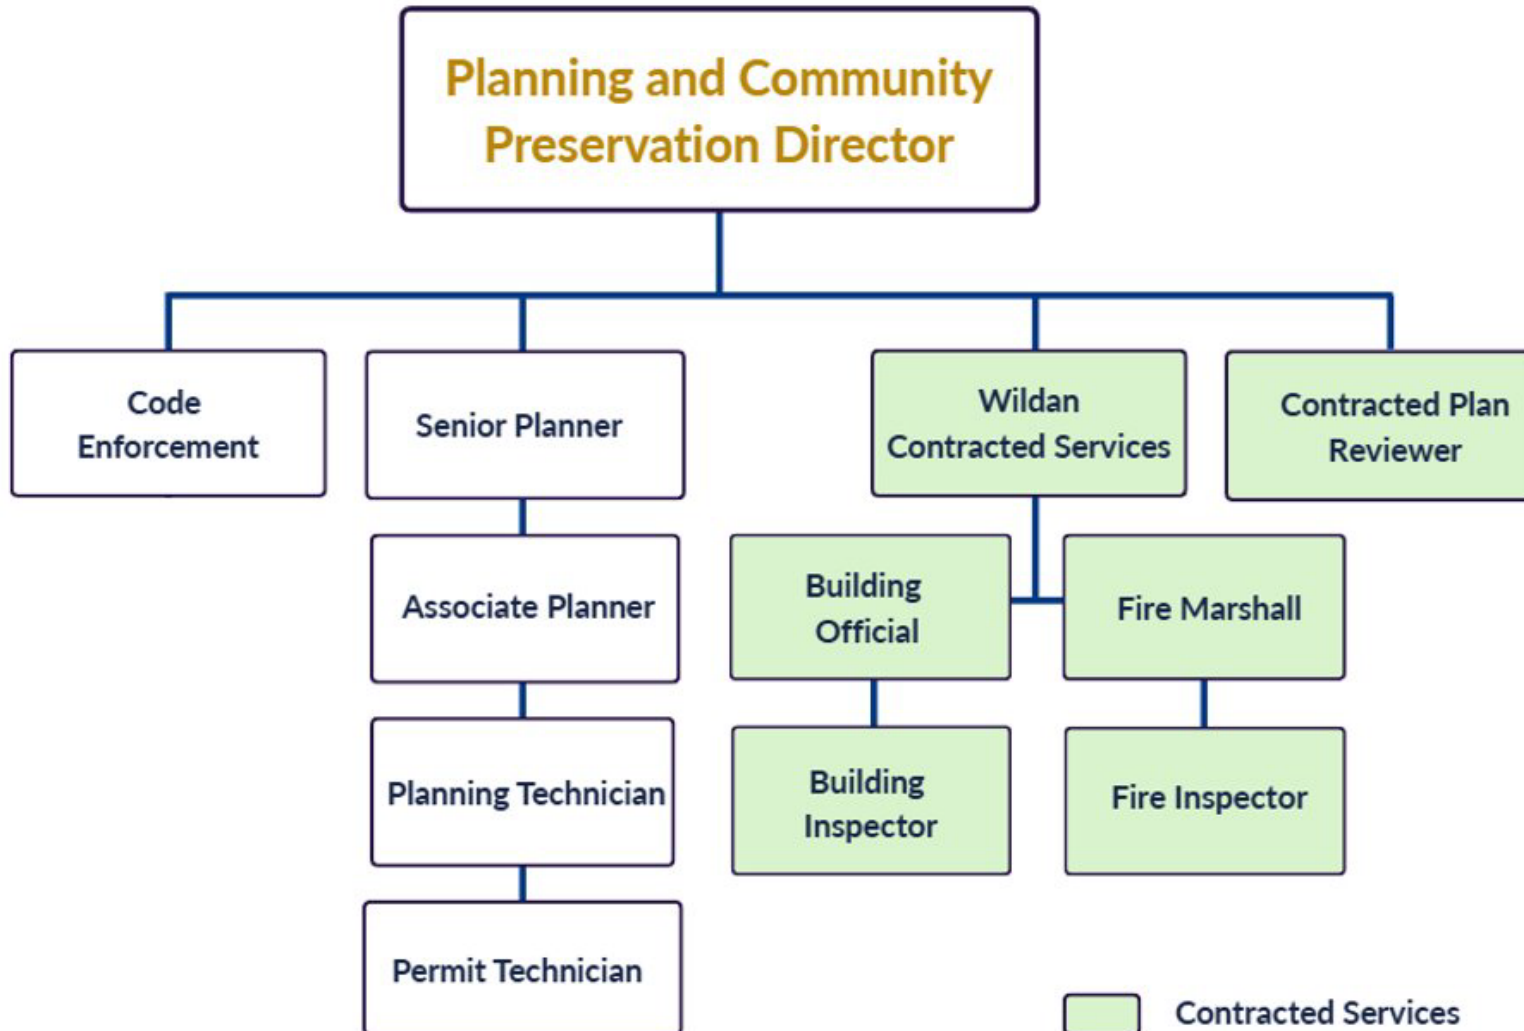 Planning and Community
Preservation Director
Code
Enforcement
Senior Planner
Wildan
Contracted Services
Contracted Plan
Reviewer
Associate Planner
Building
Official
Fire Marshall
Planning Technician
Building
Inspector
Fire Inspector
Permit Technician
Contracted Services